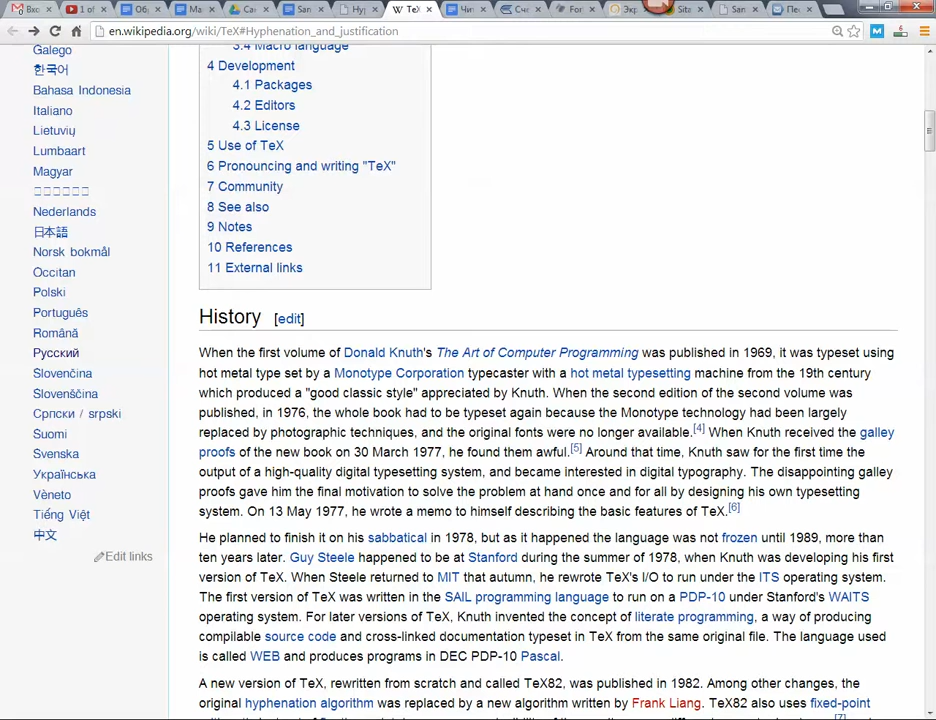 Вхо
1 of
Об
Ма
Са
San
Hy
TeX
Чи
Сч
For
Экр
Sita
San
Пе
en.wikipedia.org/wiki/TeX#Hyphenation_and_justification
Galego
한국어
Bahasa Indonesia
Italiano
Lietuvių
Lumbaart
Magyar
Nederlands
日本語
Norsk bokmål
Occitan
Polski
Português
Română
Русский
Slovenčina
Slovenščina
Српски / srpski
Suomi
Svenska
Українська
Vèneto
Tiếng Việt
中文
Edit links
3.4 Macro language
4 Development
4.1 Packages
4.2 Editors
4.3 License
5 Use of TeX
6 Pronouncing and writing "TeX"
7 Community
8 See also
9 Notes
10 References
11 External links
History [edit]
When the first volume of Donald Knuth's The Art of Computer Programming was published in 1969, it was typeset using
hot metal type set by a Monotype Corporation typecaster with a hot metal typesetting machine from the 19th century
which produced a "good classic style" appreciated by Knuth. When the second edition of the second volume was
published, in 1976, the whole book had to be typeset again because the Monotype technology had been largely
replaced by photographic techniques, and the original fonts were no longer available.[4] When Knuth received the galley
proofs of the new book on 30 March 1977, he found them awful.[5] Around that time, Knuth saw for the first time the
output of a high-quality digital typesetting system, and became interested in digital typography. The disappointing galley
proofs gave him the final motivation to solve the problem at hand once and for all by designing his own typesetting
system. On 13 May 1977, he wrote a memo to himself describing the basic features of TeX.[6]
He planned to finish it on his sabbatical in 1978, but as it happened the language was not frozen until 1989, more than
ten years later. Guy Steele happened to be at Stanford during the summer of 1978, when Knuth was developing his first
version of TeX. When Steele returned to MIT that autumn, he rewrote TeX's I/O to run under the ITS operating system.
The first version of TeX was written in the SAIL programming language to run on a PDP-10 under Stanford's WAITS
operating system. For later versions of TeX, Knuth invented the concept of literate programming, a way of producing
compilable source code and cross-linked documentation typeset in TeX from the same original file. The language used
is called WEB and produces programs in DEC PDP-10 Pascal.
A new version of TeX, rewritten from scratch and called TeX82, was published in 1982. Among other changes, the
original hyphenation algorithm was replaced by a new algorithm written by Frank Liang. TeX82 also uses fixed-point